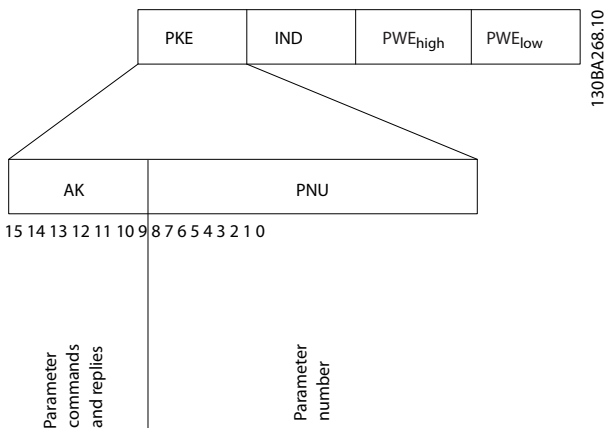 PKE IND PWEhigh PWElow
130BA268.10
AK PNU
15 14 13 12 11 10 9 8 7 6 5 4 3 2 1 0
Parameter
commands
and replies
Parameter
number